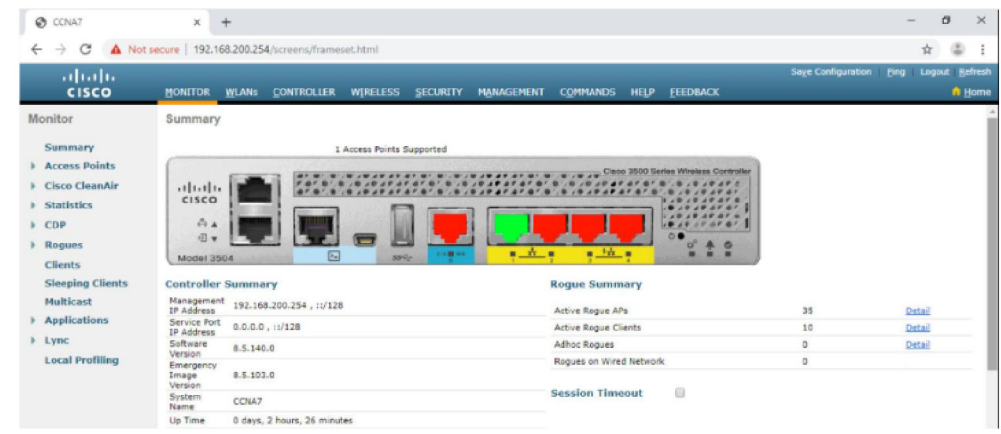 CCNA7
Not secure | 192.168.200.254/screens/frameset.html
Save Configuration | Ping | Logout | Refresh
CISCO
MONITOR WLANs CONTROLLER WIRELESS SECURITY MANAGEMENT COMMANDS HELP FEEDBACK
Home
Monitor
Summary
Access Points
Cisco CleanAir
Statistics
CDP
Rogues
Clients
Sleeping Clients
Multicast
Applications
Lync
Local Profiling
Summary
1 Access Points Supported
Cisco 3500 Series Wireless Controller
CISCO
Model 3504
Controller Summary
Management IP Address 192.168.200.254 , ::/128
Service Port IP Address 0.0.0.0 , ::/128
Software Version 8.5.140.0
Emergency Image Version 8.5.103.0
System Name CCNA7
Up Time 0 days, 2 hours, 26 minutes
Rogue Summary
Active Rogue APs 35 Detail
Active Rogue Clients 10 Detail
Adhoc Rogues 0 Detail
Rogues on Wired Network 0
Session Timeout